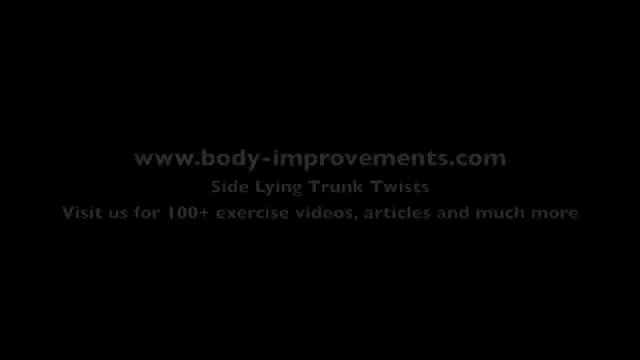 www.body-improvements.com
Side Lying Trunk Twists
Visit us for 100+ exercise videos, articles and much more